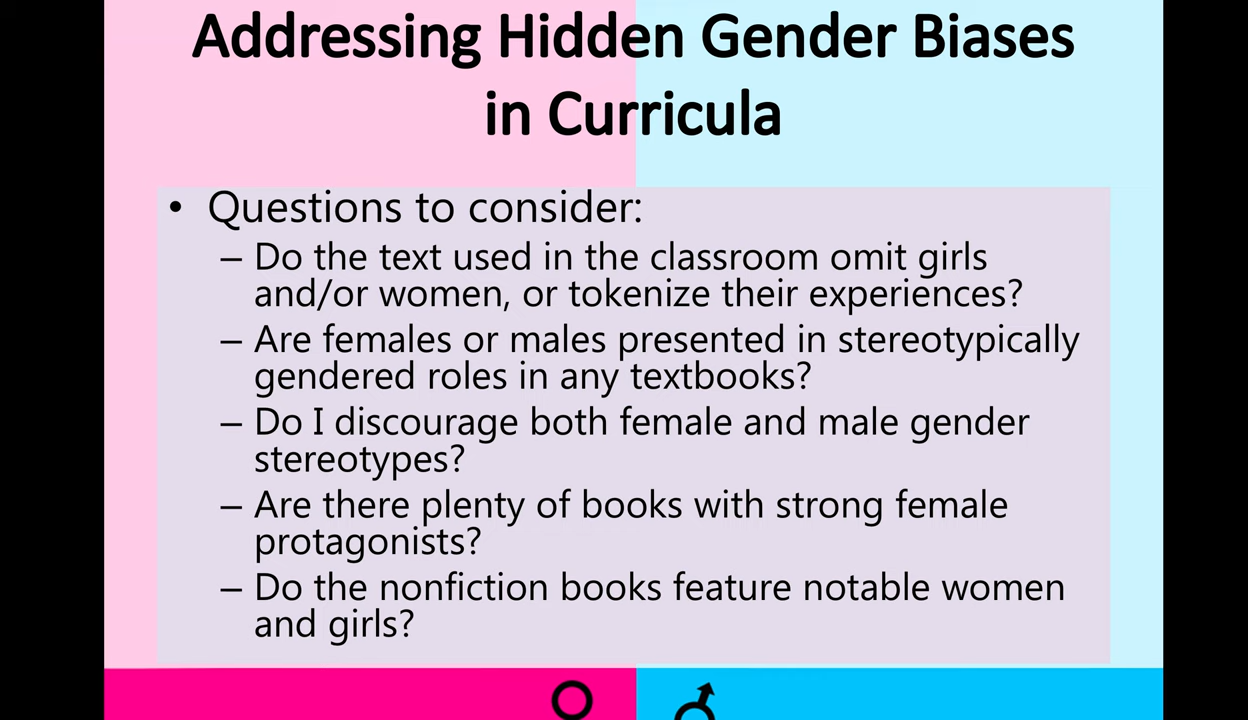 Addressing Hidden Gender Biases
in Curricula
• Questions to consider:
– Do the text used in the classroom omit girls
and/or women, or tokenize their experiences?
– Are females or males presented in stereotypically
gendered roles in any textbooks?
– Do I discourage both female and male gender
stereotypes?
– Are there plenty of books with strong female
protagonists?
– Do the nonfiction books feature notable women
and girls?